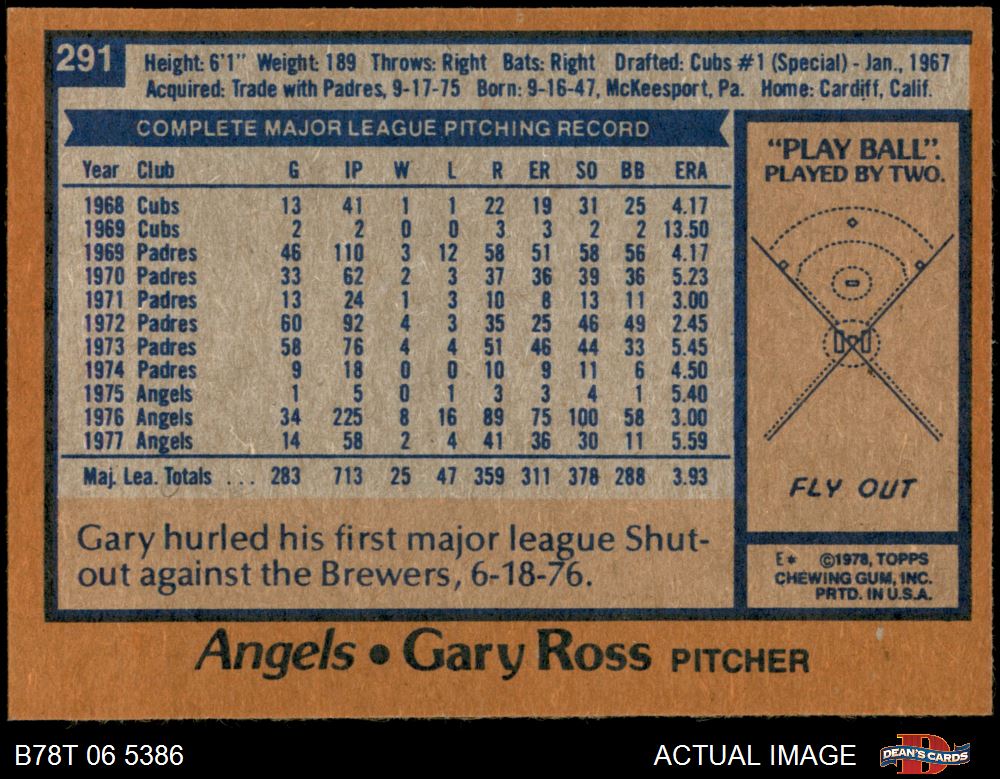 291
Height: 6'1" Weight: 189 Throws: Right Bats: Right Drafted: Cubs #1 (Special) - Jan., 1967
Acquired: Trade with Padres, 9-17-75 Born: 9-16-47, McKeesport, Pa. Home: Cardiff, Calif.
COMPLETE MAJOR LEAGUE PITCHING RECORD
Year Club G IP W L R ER SO BB ERA
1968 Cubs 13 41 1 1 22 19 31 25 4.17
1969 Cubs 2 2 0 0 3 3 2 2 13.50
1969 Padres 46 110 3 12 58 51 58 56 4.17
1970 Padres 33 62 2 3 37 36 39 36 5.23
1971 Padres 13 24 1 3 10 8 13 11 3.00
1972 Padres 60 92 4 3 35 25 46 49 2.45
1973 Padres 58 76 4 4 51 46 44 33 5.45
1974 Padres 9 18 0 0 10 9 11 6 4.50
1975 Angels 1 5 0 1 3 3 4 1 5.40
1976 Angels 34 225 8 16 89 75 100 58 3.00
1977 Angels 14 58 2 4 41 36 30 11 5.59
Maj. Lea. Totals ... 283 713 25 47 359 311 378 288 3.93
Gary hurled his first major league Shut-
out against the Brewers, 6-18-76.
"PLAY BALL".
PLAYED BY TWO.
FLY OUT
E* ©1978, TOPPS
CHEWING GUM, INC.
PRTD. IN U.S.A.
Angels • Gary Ross PITCHER
B78T 06 5386
ACTUAL IMAGE
DEAN'S CARDS